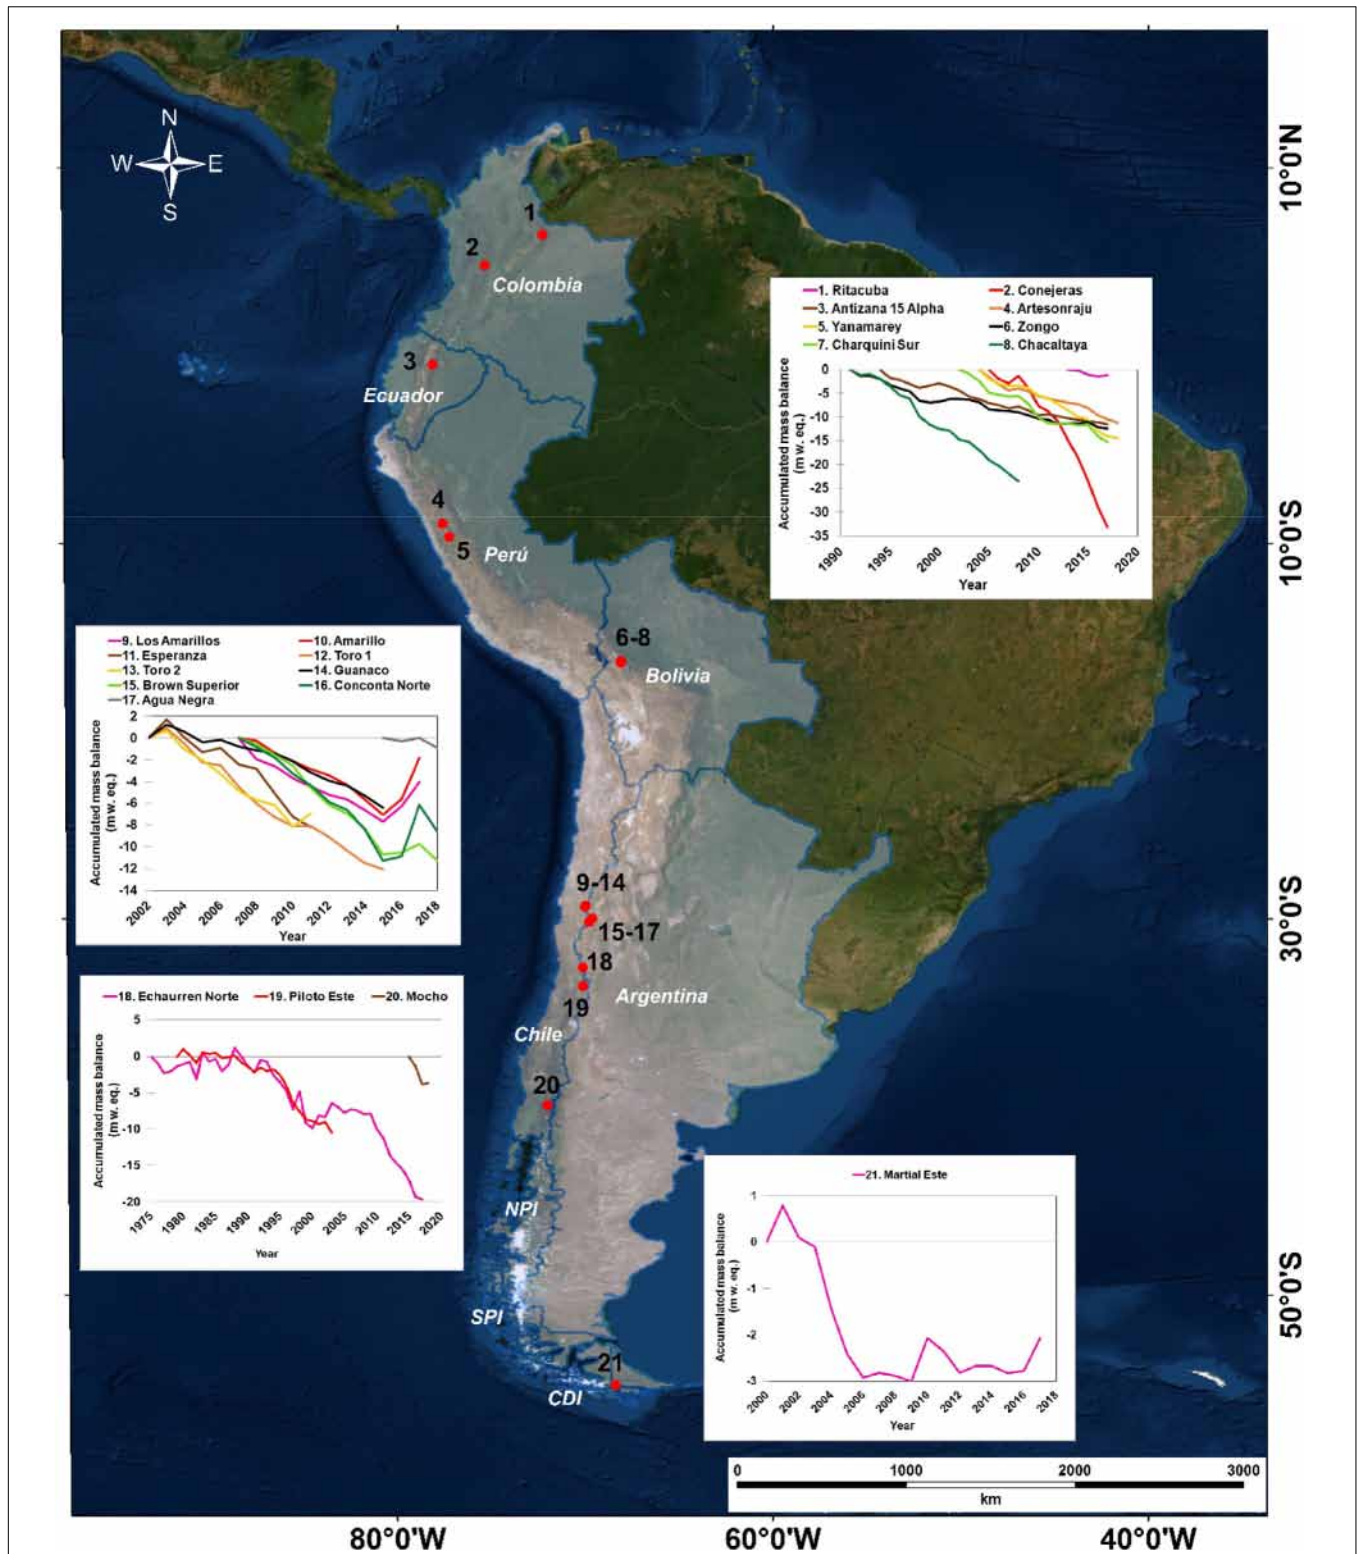 N
W E
S
10°0'N
1
2
Colombia
3
Ecuador
1. Ritacuba 2. Conejeras
3. Antizana 15 Alpha 4. Artesonraju
5. Yanamarey 6. Zongo
7. Charquini Sur 8. Chacaltaya
Accumulated mass balance
(m w. eq.)
0
-5
-10
-15
-20
-25
-30
-35
1990 1995 2000 2005 2010 2015 2020
Year
4
5
Perú
10°0'S
6-8
Bolivia
9. Los Amarillos 10. Amarillo
11. Esperanza 12. Toro 1
13. Toro 2 14. Guanaco
15. Brown Superior 16. Conconta Norte
17. Agua Negra
Accumulated mass balance
(m w. eq.)
2
0
-2
-4
-6
-8
-10
-12
-14
2002 2004 2006 2008 2010 2012 2014 2016 2018
Year
9-14
15-17
30°0'S
18
19
Argentina
Chile
20
18. Echaurren Norte 19. Piloto Este 20. Mocho
Accumulated mass balance
(m w. eq.)
5
0
-5
-10
-15
-20
1975 1980 1985 1990 1995 2000 2005 2010 2015 2020
Year
NPI
SPI
21
CDI
50°0'S
21. Martial Este
Accumulated mass balance
(m w. eq.)
1
0
-1
-2
-3
2000 2002 2004 2006 2008 2010 2012 2014 2016 2018
Year
0 1000 2000 3000
km
80°0'W 60°0'W 40°0'W